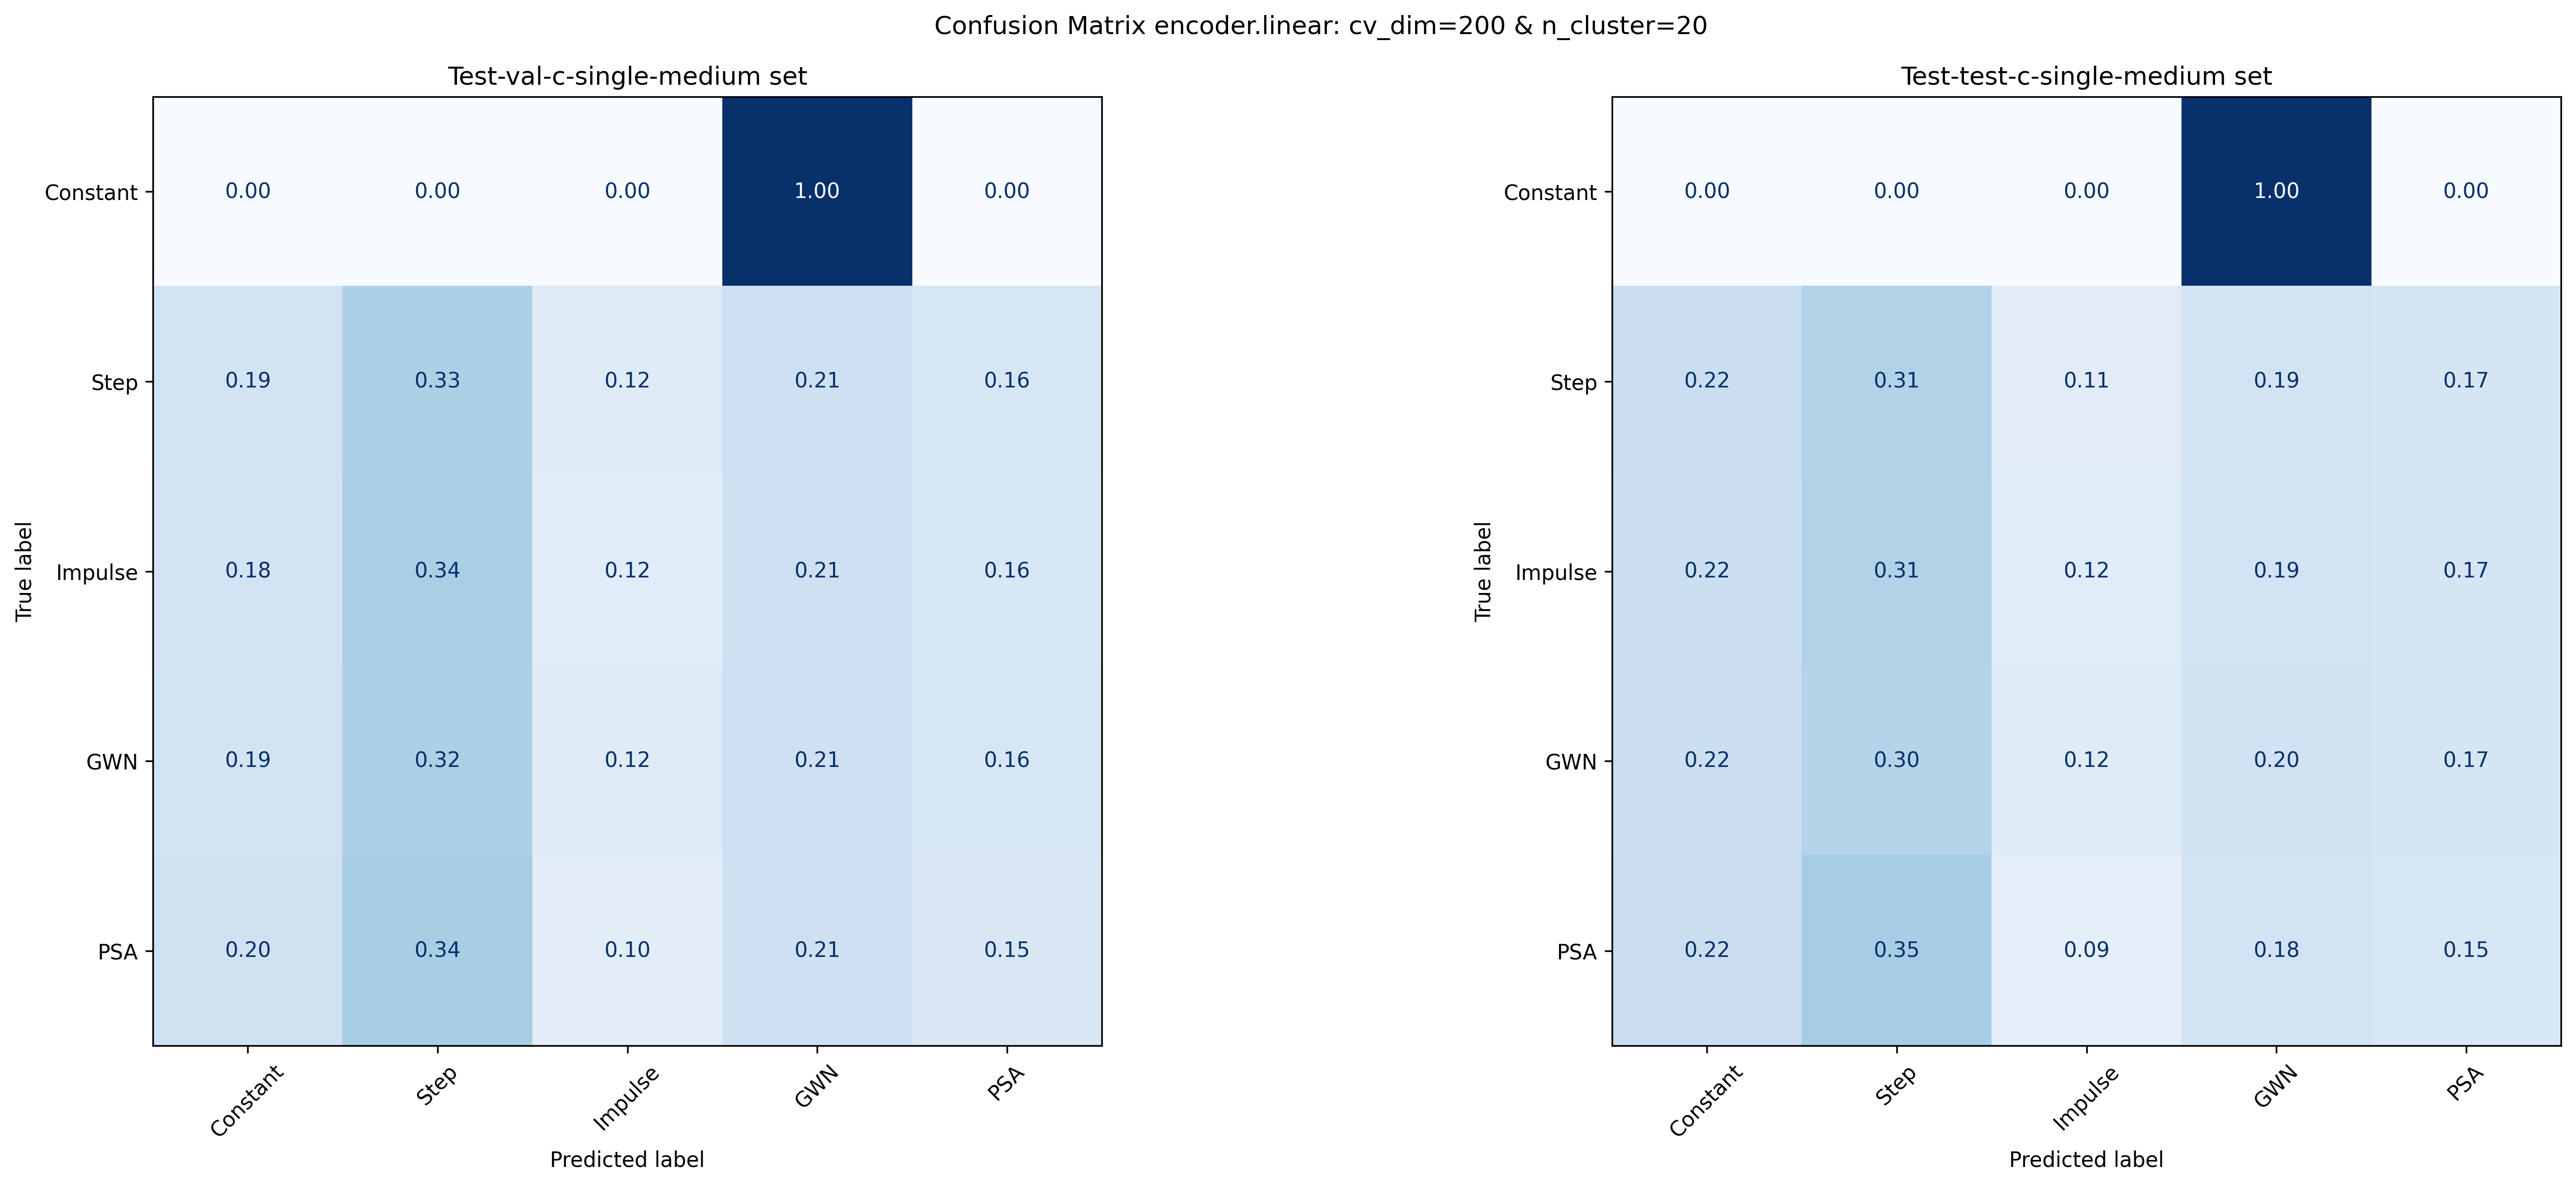 Confusion Matrix encoder.linear: cv_dim=200 & n_cluster=20
Test-val-c-single-medium set
True label
Constant 0.00 0.00 0.00 1.00 0.00
Step 0.19 0.33 0.12 0.21 0.16
Impulse 0.18 0.34 0.12 0.21 0.16
GWN 0.19 0.32 0.12 0.21 0.16
PSA 0.20 0.34 0.10 0.21 0.15
Constant Step Impulse GWN PSA
Predicted label
Test-test-c-single-medium set
True label
Constant 0.00 0.00 0.00 1.00 0.00
Step 0.22 0.31 0.11 0.19 0.17
Impulse 0.22 0.31 0.12 0.19 0.17
GWN 0.22 0.30 0.12 0.20 0.17
PSA 0.22 0.35 0.09 0.18 0.15
Constant Step Impulse GWN PSA
Predicted label